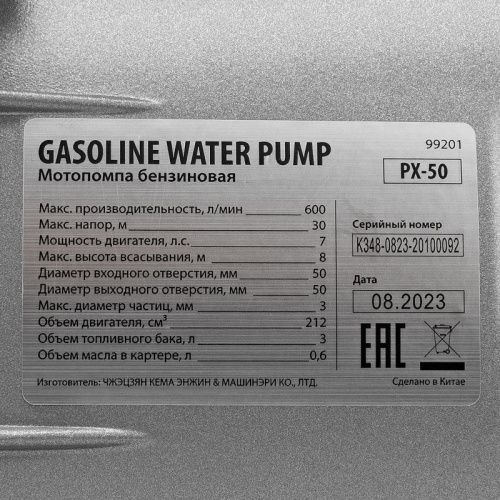 99201
GASOLINE WATER PUMP
PX-50
Мотопомпа бензиновая
Макс. производительность, л/мин 600
Макс. напор, м 30
Мощность двигателя, л.с. 7
Макс. высота всасывания, м 8
Диаметр входного отверстия, мм 50
Диаметр выходного отверстия, мм 50
Макс. диаметр частиц, мм 3
Объем двигателя, см³ 212
Объем топливного бака, л 3
Объем масла в картере, л 0,6
Серийный номер
K348-0823-20100092
Дата
08.2023
EAC
Изготовитель: ЧЖЭЦЗЯН КЕМА ЭНЖИН & МАШИНЭРИ КО., ЛТД.
Сделано в Китае